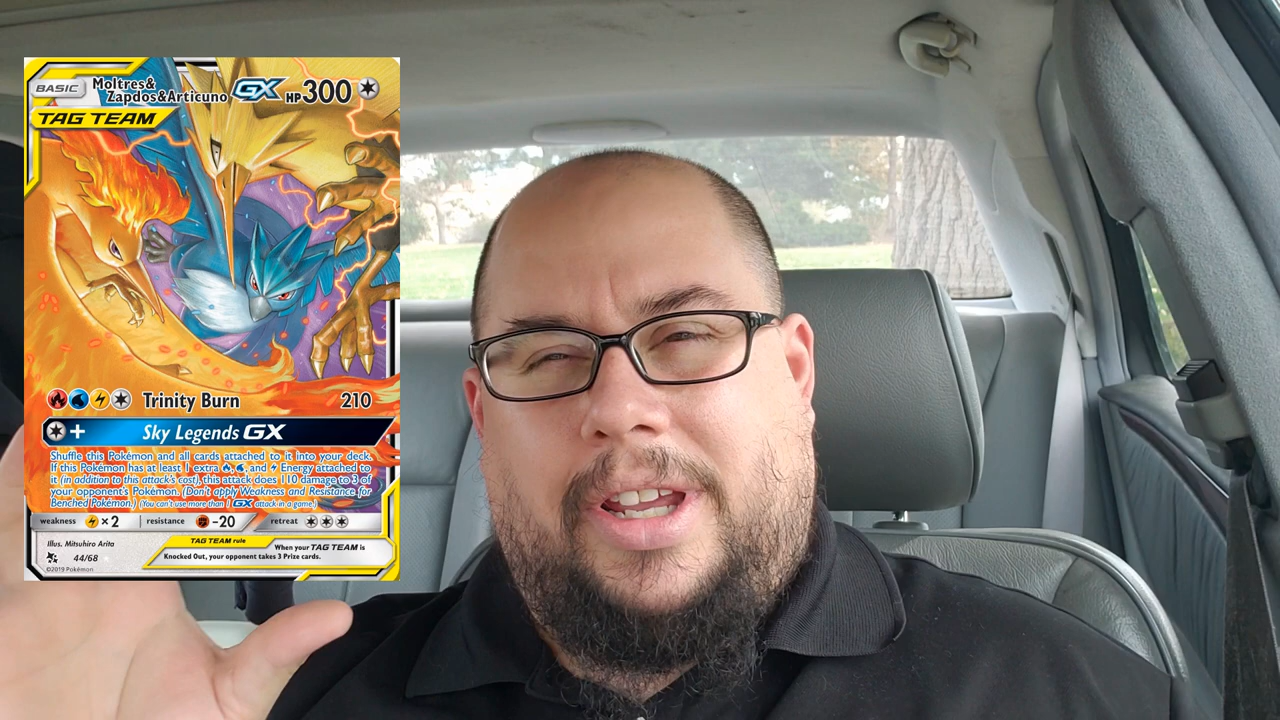 BASIC Moltres&
Zapdos&Articuno GX HP300
TAG TEAM
Trinity Burn 210
+ Sky Legends GX
Shuffle this Pokémon and all cards attached to it into your deck.
If this Pokémon has at least 1 extra , , and Energy attached to
it (in addition to this attack's cost), this attack does 110 damage to 3 of
your opponent's Pokémon. (Don't apply Weakness and Resistance for
Benched Pokémon.) (You can't use more than 1 GX attack in a game.)
weakness ×2 resistance -20 retreat
Illus. Mitsuhiro Arita
44/68
©2019 Pokémon
TAG TEAM rule
When your TAG TEAM is
Knocked Out, your opponent takes 3 Prize cards.